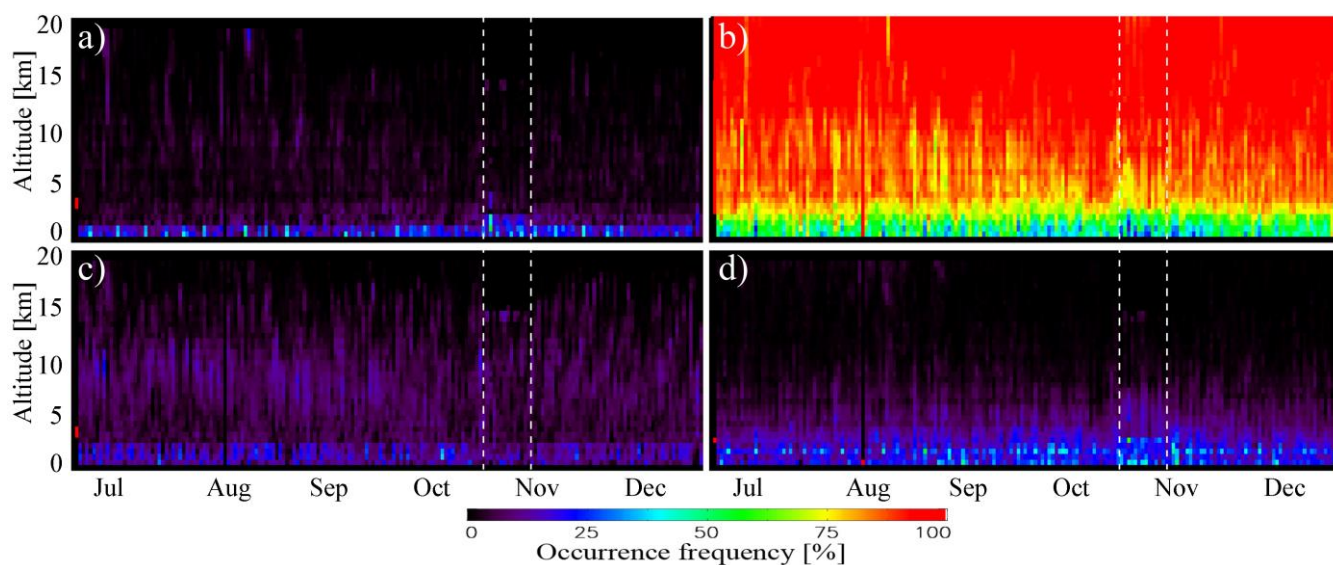 a)
b)
20
15
10
5
0
Altitude [km]
c)
d)
20
15
10
5
0
Altitude [km]
Jul Aug Sep Oct Nov Dec
Jul Aug Sep Oct Nov Dec
0 25 50 75 100
Occurrence frequency [%]